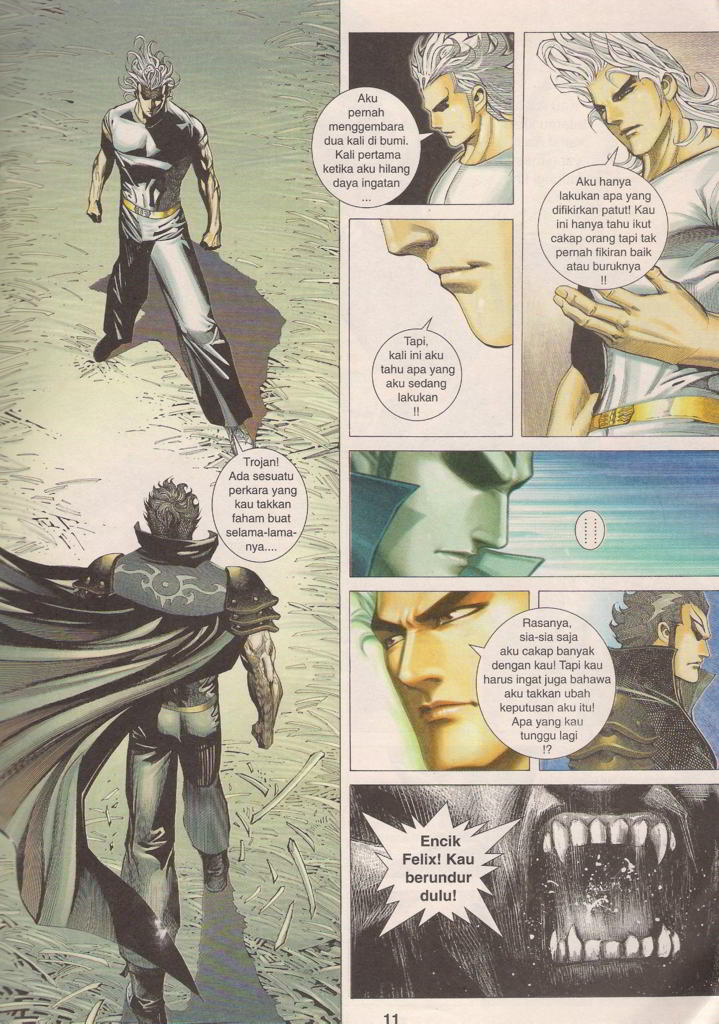 Trojan!
Ada sesuatu
perkara yang
kau takkan
faham buat
selama-lama-
nya....
Aku
pernah
menggembara
dua kali di bumi.
Kali pertama
ketika aku hilang
daya ingatan
...
Tapi,
kali ini aku
tahu apa yang
aku sedang
lakukan
!!
Aku hanya
lakukan apa yang
difikirkan patut! Kau
ini hanya tahu ikut
cakap orang tapi tak
pernah fikiran baik
atau buruknya
!!
Rasanya,
sia-sia saja
aku cakap banyak
dengan kau! Tapi kau
harus ingat juga bahawa
aku takkan ubah
keputusan aku itu!
Apa yang kau
tunggu lagi
!?
Encik
Felix! Kau
berundur
dulu!
11